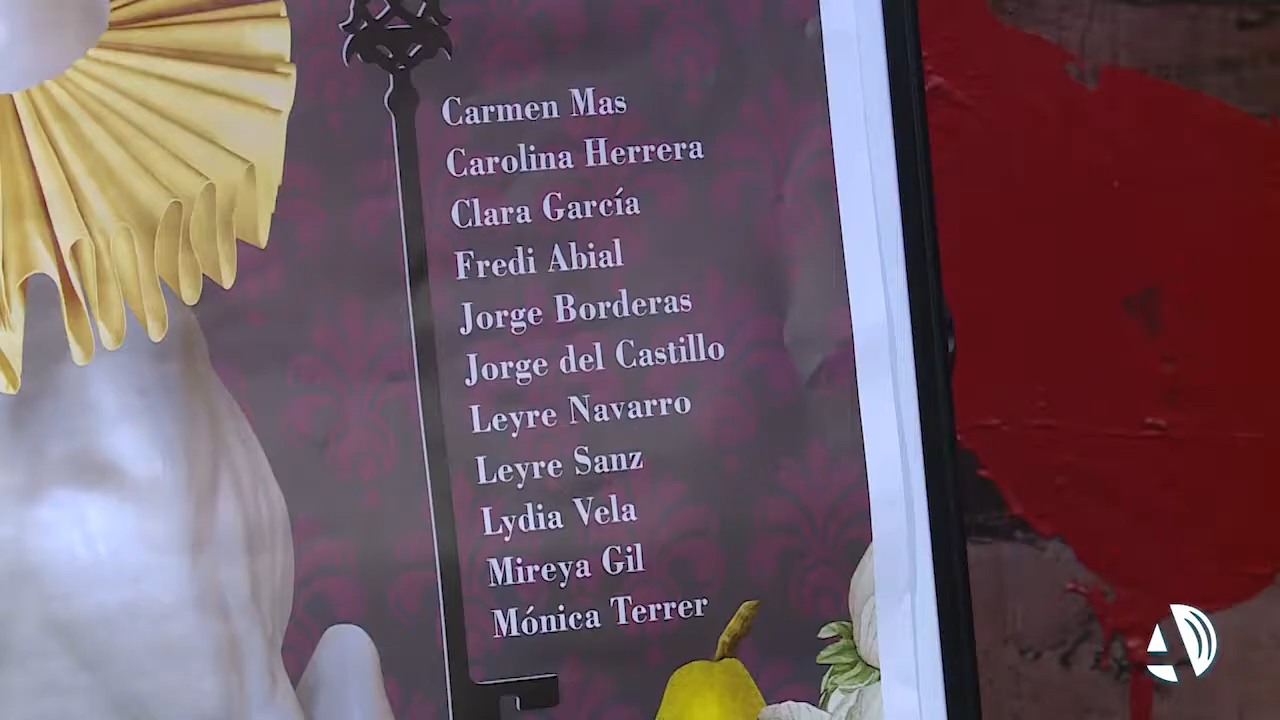 Carmen Mas
Carolina Herrera
Clara García
Fredi Abial
Jorge Borderas
Jorge del Castillo
Leyre Navarro
Leyre Sanz
Lydia Vela
Mireya Gil
Mónica Terrer